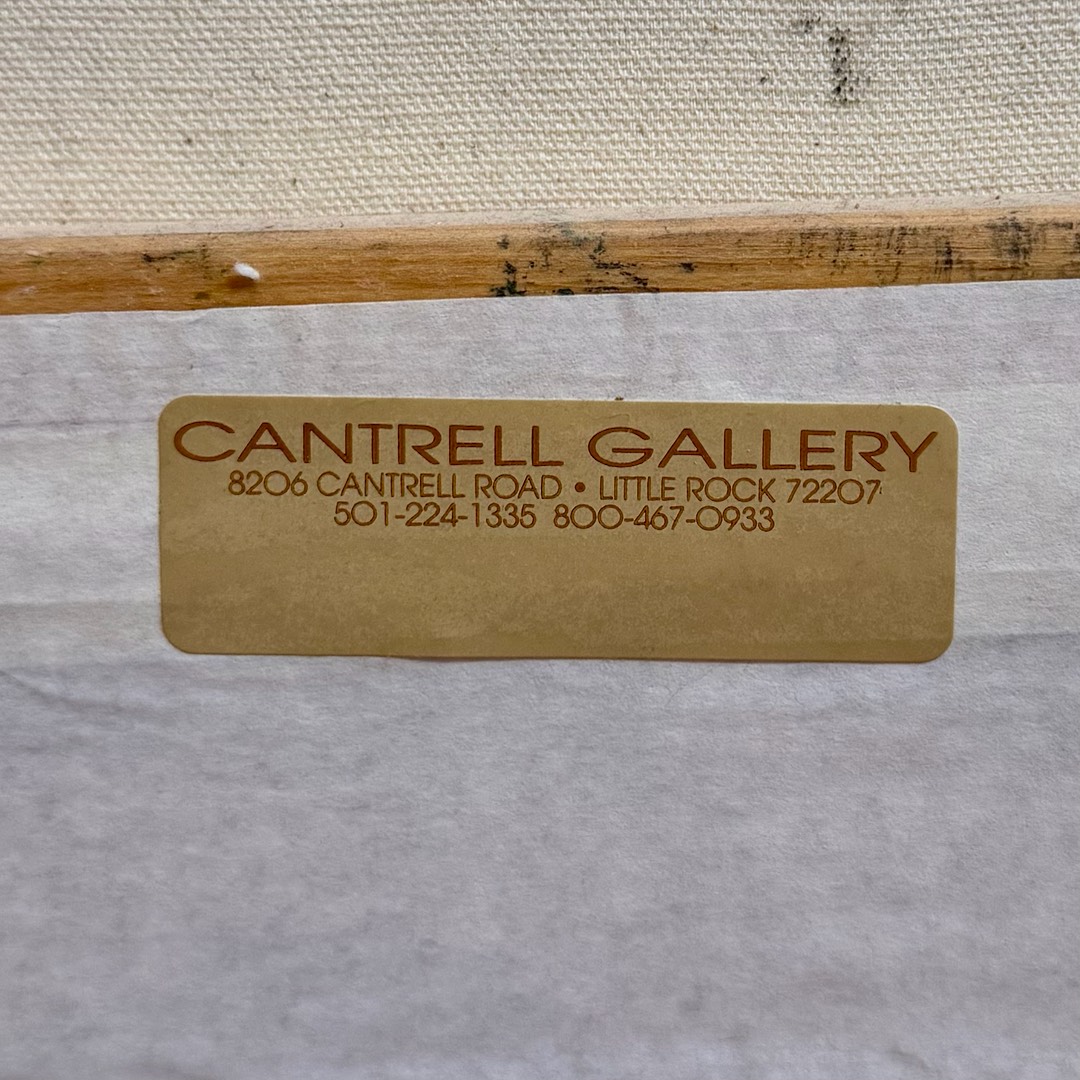 CANTRELL GALLERY
8206 CANTRELL ROAD • LITTLE ROCK 72207
501-224-1335 800-467-0933